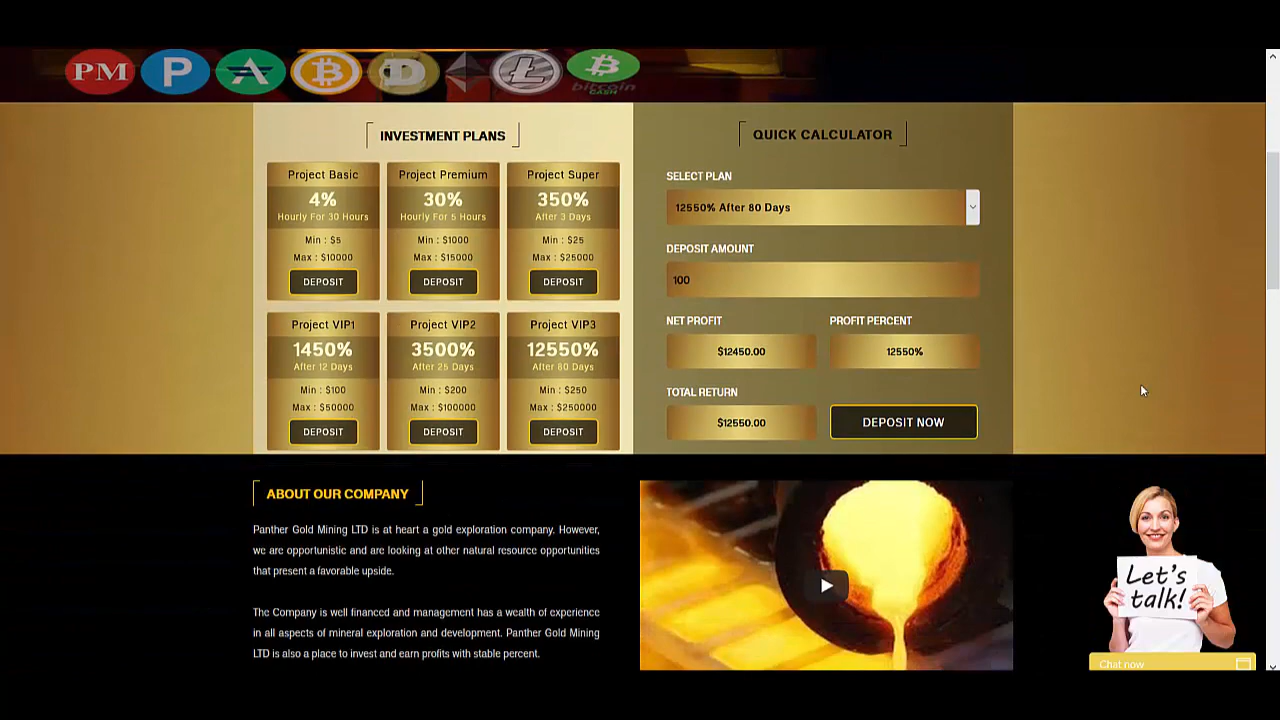 PM
bitcoin
CASH
INVESTMENT PLANS
Project Basic
4%
Hourly For 30 Hours
Min : $5
Max : $10000
DEPOSIT
Project Premium
30%
Hourly For 5 Hours
Min : $1000
Max : $15000
DEPOSIT
Project Super
350%
After 3 Days
Min : $25
Max : $25000
DEPOSIT
Project VIP1
1450%
After 12 Days
Min : $100
Max : $50000
DEPOSIT
Project VIP2
3500%
After 25 Days
Min : $200
Max : $100000
DEPOSIT
Project VIP3
12550%
After 80 Days
Min : $250
Max : $250000
DEPOSIT
QUICK CALCULATOR
SELECT PLAN
12550% After 80 Days
DEPOSIT AMOUNT
100
NET PROFIT
$12450.00
PROFIT PERCENT
12550%
TOTAL RETURN
$12550.00
DEPOSIT NOW
ABOUT OUR COMPANY
Panther Gold Mining LTD is at heart a gold exploration company. However,
we are opportunistic and are looking at other natural resource opportunities
that present a favorable upside.
The Company is well financed and management has a wealth of experience
in all aspects of mineral exploration and development. Panther Gold Mining
LTD is also a place to invest and earn profits with stable percent.
Let's
talk!
Chat now